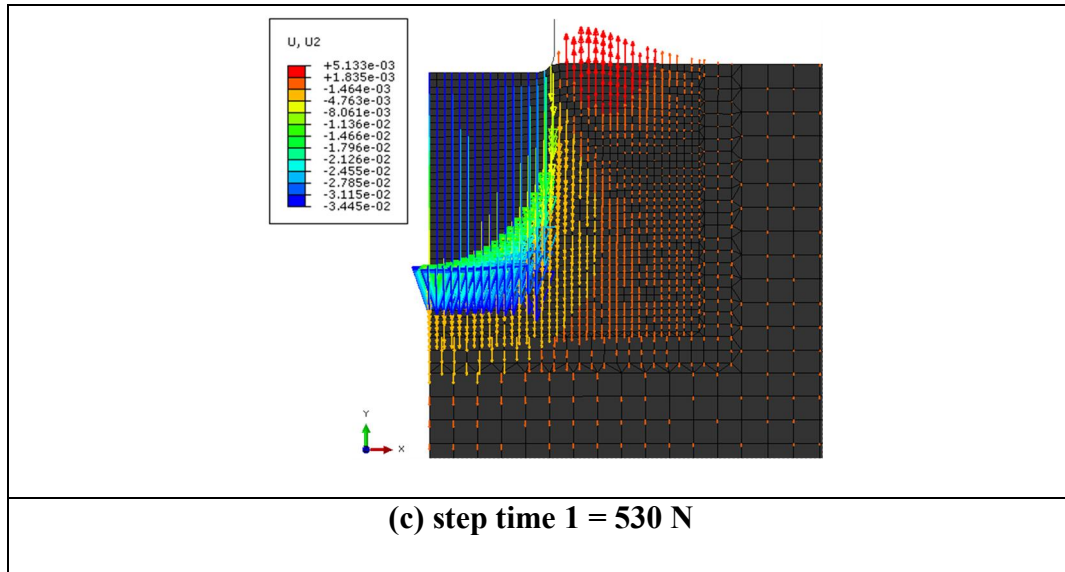 U, U2
+5.133e-03
+1.835e-03
-1.464e-03
-4.763e-03
-8.061e-03
-1.136e-02
-1.466e-02
-1.796e-02
-2.126e-02
-2.455e-02
-2.785e-02
-3.115e-02
-3.445e-02
Y
X
(c) step time 1 = 530 N